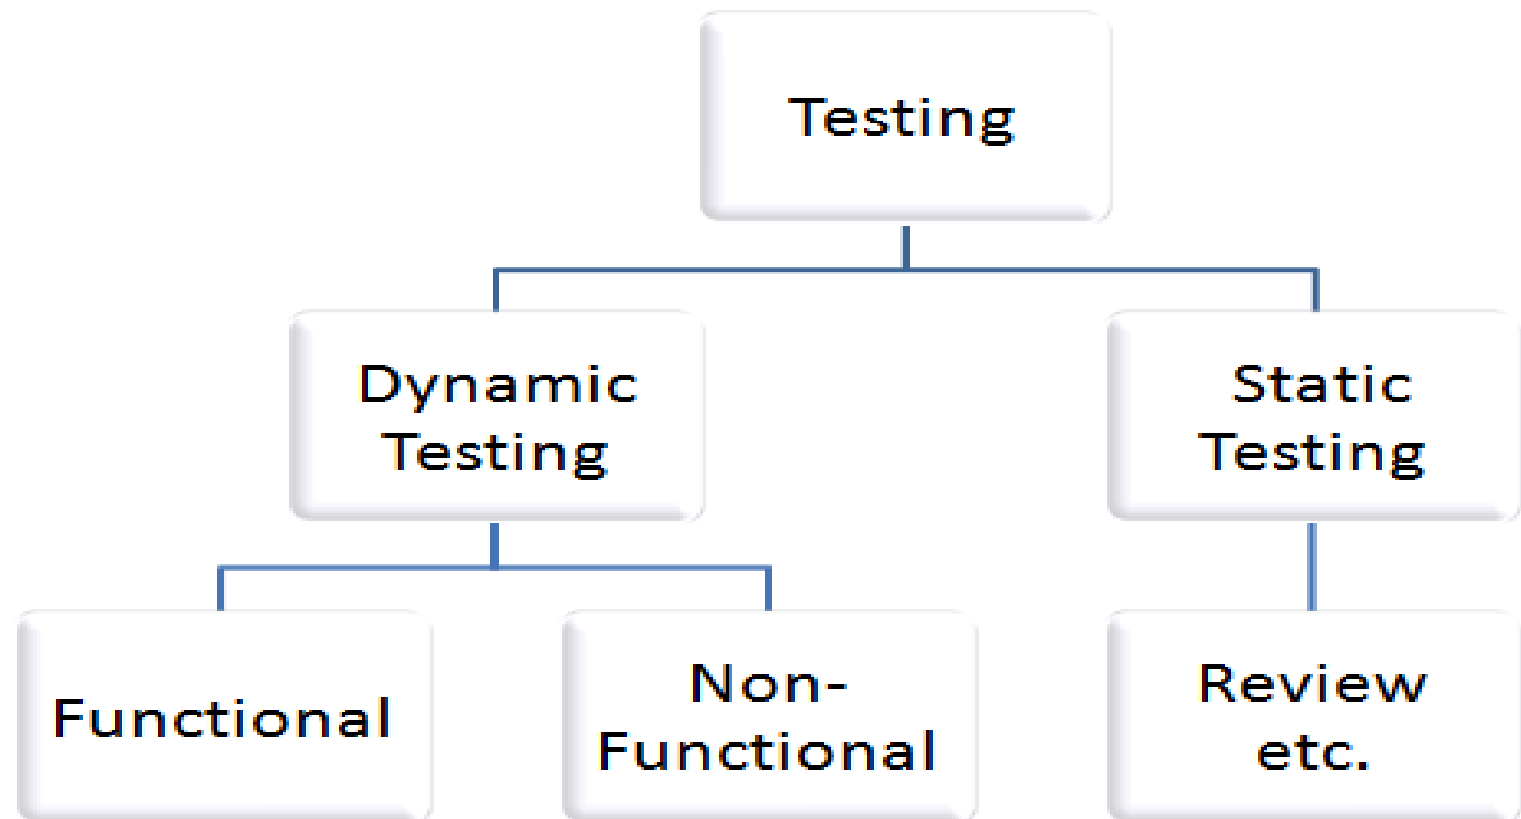 Testing
Dynamic
Testing
Static
Testing
Functional
Non-
Functional
Review
etc.